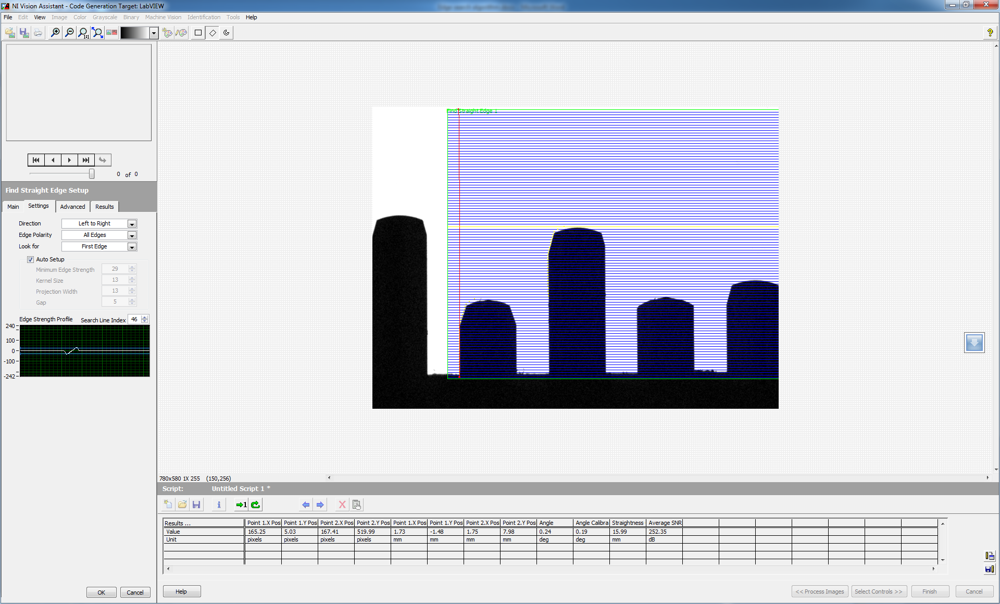 NI Vision Assistant - Code Generation Target: LabVIEW
File Edit View Image Color Grayscale Binary Machine Vision Identification Tools Help
1:1
?
Find Straight Edge 1
0 of 0
Find Straight Edge Setup
Main Settings Advanced Results
Direction Left to Right
Edge Polarity All Edges
Look for First Edge
Auto Setup
Minimum Edge Strength 29
Kernel Size 13
Projection Width 13
Gap 5
Edge Strength Profile Search Line Index 46
240
100
0
-100
-242
780x580 1X 255 (150,256)
Script: Untitled Script 1 *
1
Results ... Point 1.X Pos Point 1.Y Pos Point 2.X Pos Point 2.Y Pos Point 1.X Pos Point 1.Y Pos Point 2.X Pos Point 2.Y Pos Angle Angle Calibra Straightness Average SNR
Value 165.25 5.03 167.41 519.99 1.73 -1.48 1.75 7.98 0.24 0.19 15.99 252.35
Unit pixels pixels pixels pixels mm mm mm mm deg deg mm dB
OK Cancel Help << Process Images Select Controls >> Finish Cancel